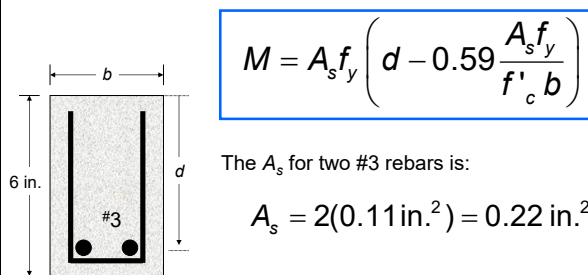 M = A_s f_y ( d − 0.59 A_s f_y / f'_c b )
b
6 in.
d
#3
The A_s for two #3 rebars is:
A_s = 2(0.11 in.²) = 0.22 in.²